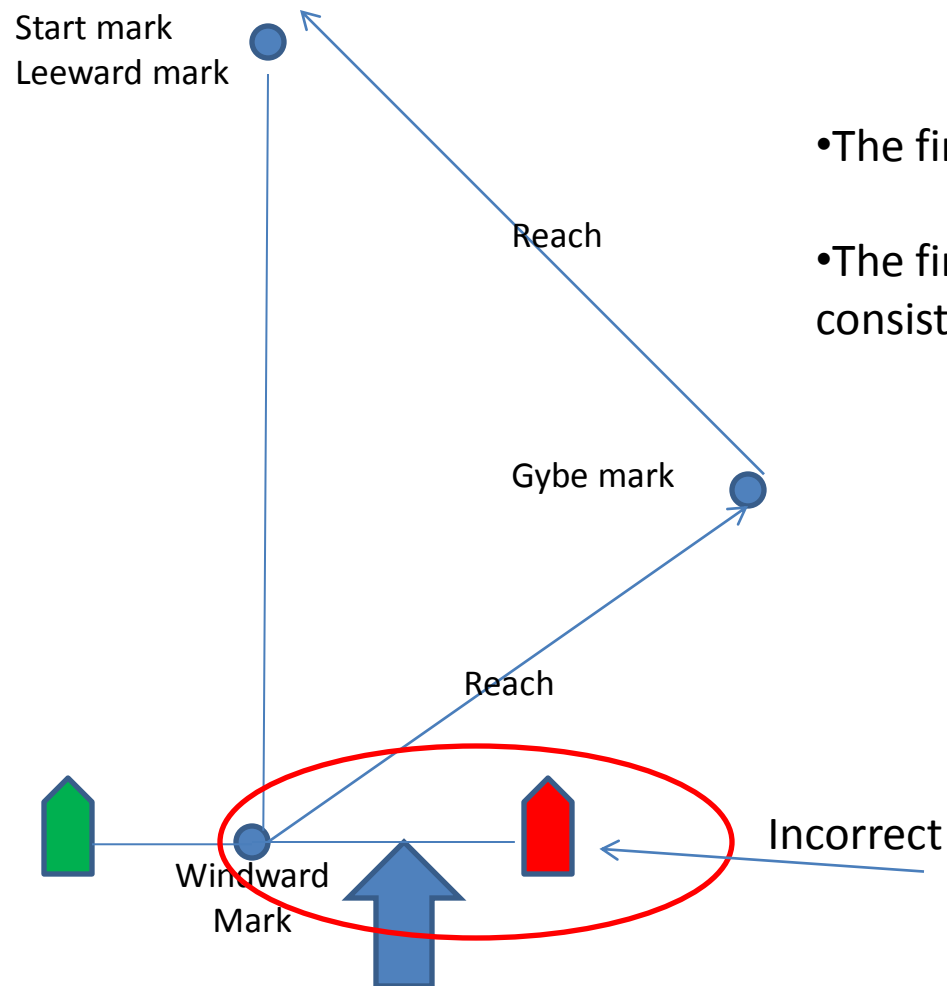 Start mark
Leeward mark
•The fir
Reach
•The fir
consist
Gybe mark
Reach
Incorrect
Windward
Mark